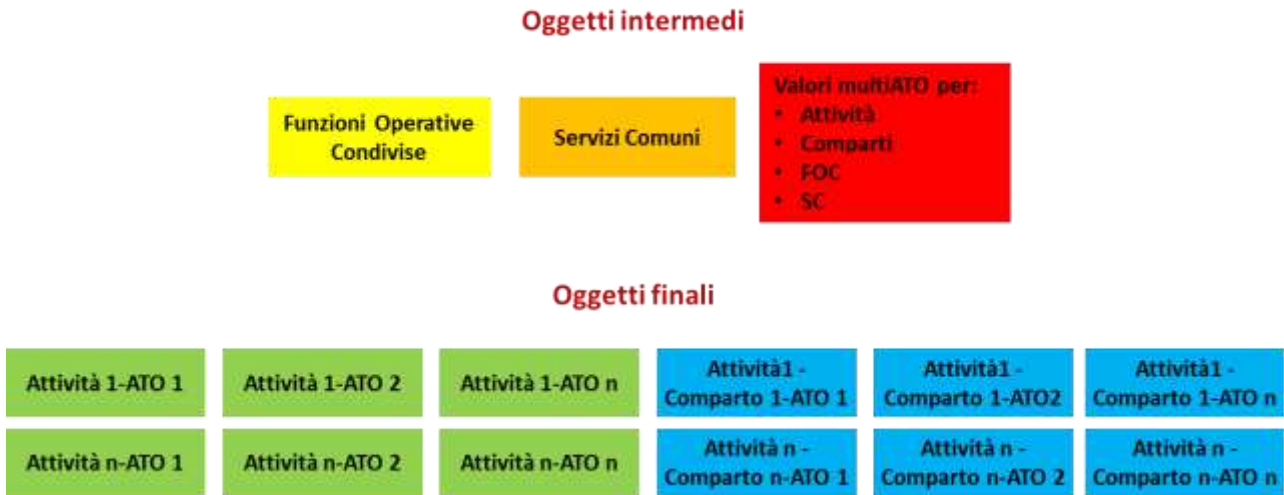 Oggetti intermedi
Funzioni Operative
Condivise
Servizi Comuni
Valori multiATO per:
• Attività
• Comparti
• FOC
• SC
Oggetti finali
Attività 1-ATO 1
Attività 1-ATO 2
Attività 1-ATO n
Attività1 -
Comparto 1-ATO 1
Attività1 -
Comparto 1-ATO2
Attività1 -
Comparto 1-ATO n
Attività n-ATO 1
Attività n-ATO 2
Attività n-ATO n
Attività n -
Comparto n-ATO 1
Attività n -
Comparto n-ATO 2
Attività n -
Comparto n-ATO n